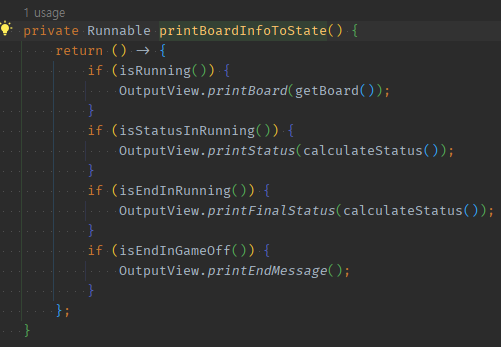 1 usage
private Runnable printBoardInfoToState() {
    return () -> {
        if (isRunning()) {
            OutputView.printBoard(getBoard());
        }
        if (isStatusInRunning()) {
            OutputView.printStatus(calculateStatus());
        }
        if (isEndInRunning()) {
            OutputView.printFinalStatus(calculateStatus());
        }
        if (isEndInGameOff()) {
            OutputView.printEndMessage();
        }
    };
}